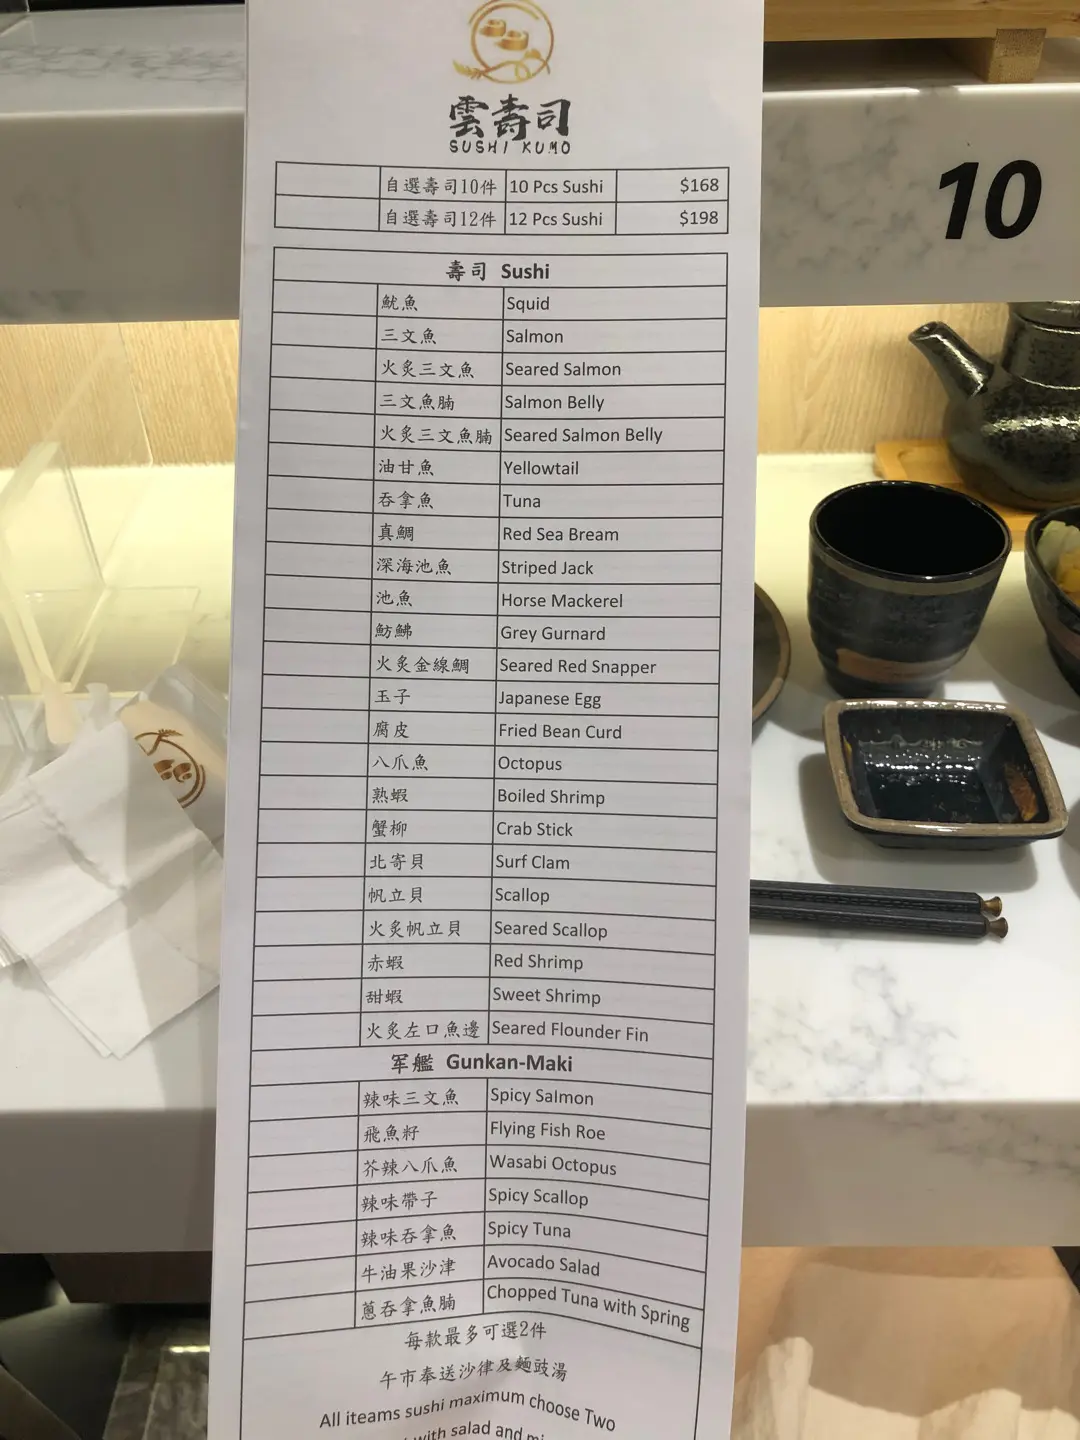 雲壽司
SUSHI KUMO
自選壽司10件 10 Pcs Sushi $168
自選壽司12件 12 Pcs Sushi $198
10
壽司 Sushi
魷魚 Squid
三文魚 Salmon
火炙三文魚 Seared Salmon
三文魚腩 Salmon Belly
火炙三文魚腩 Seared Salmon Belly
油甘魚 Yellowtail
吞拿魚 Tuna
真鯛 Red Sea Bream
深海池魚 Striped Jack
池魚 Horse Mackerel
魴鮄 Grey Gurnard
火炙金線鯛 Seared Red Snapper
玉子 Japanese Egg
腐皮 Fried Bean Curd
八爪魚 Octopus
熟蝦 Boiled Shrimp
蟹柳 Crab Stick
北寄貝 Surf Clam
帆立貝 Scallop
火炙帆立貝 Seared Scallop
赤蝦 Red Shrimp
甜蝦 Sweet Shrimp
火炙左口魚邊 Seared Flounder Fin
军艦 Gunkan-Maki
辣味三文魚 Spicy Salmon
飛魚籽 Flying Fish Roe
芥辣八爪魚 Wasabi Octopus
辣味帶子 Spicy Scallop
辣味吞拿魚 Spicy Tuna
牛油果沙津 Avocado Salad
蔥吞拿魚腩 Chopped Tuna with Spring
每款最多可選2件
午市奉送沙律及麵豉湯
All iteams sushi maximum choose Two
with salad and